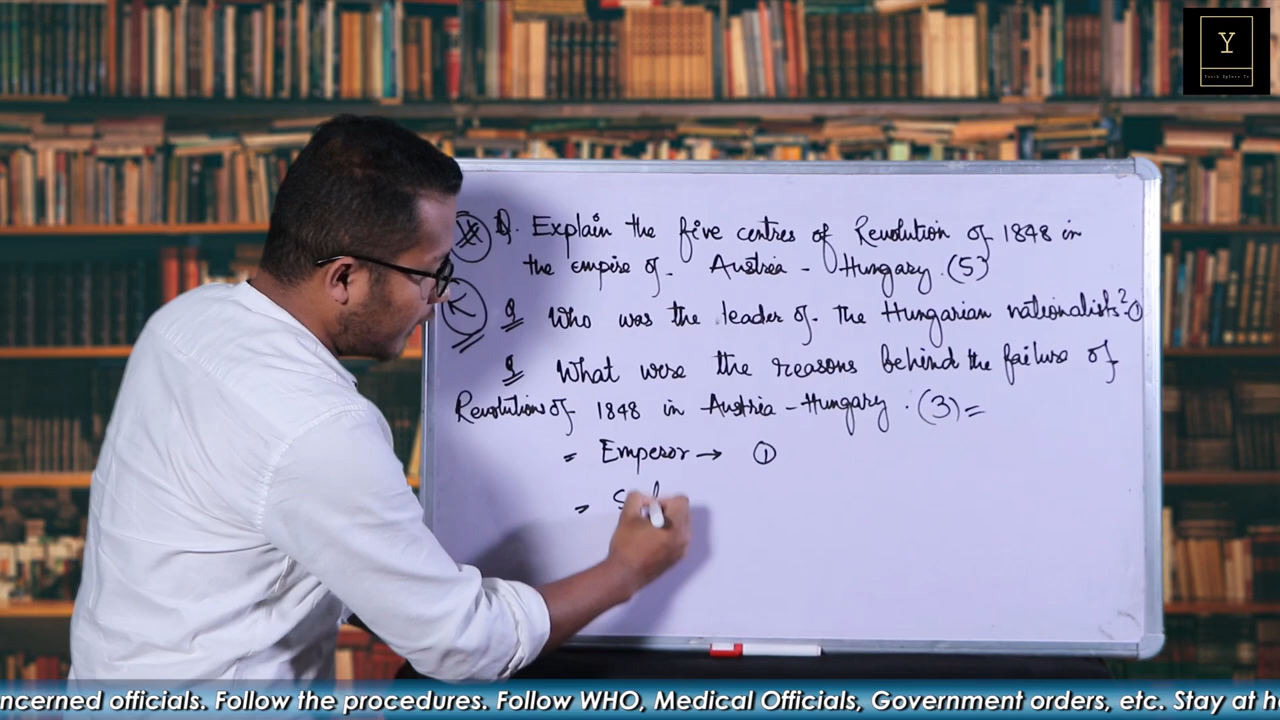 Y
Q. Explain the five centres of Revolution of 1848 in
the empire of Austria - Hungary. (5)
Q Who was the leader of the Hungarian nationalists? ①
Q What were the reasons behind the failure of
Revolutions of 1848 in Austria - Hungary. (3) =
= Emperor → ①
=
ncerned officials. Follow the procedures. Follow WHO, Medical Officials, Government orders, etc. Stay at h